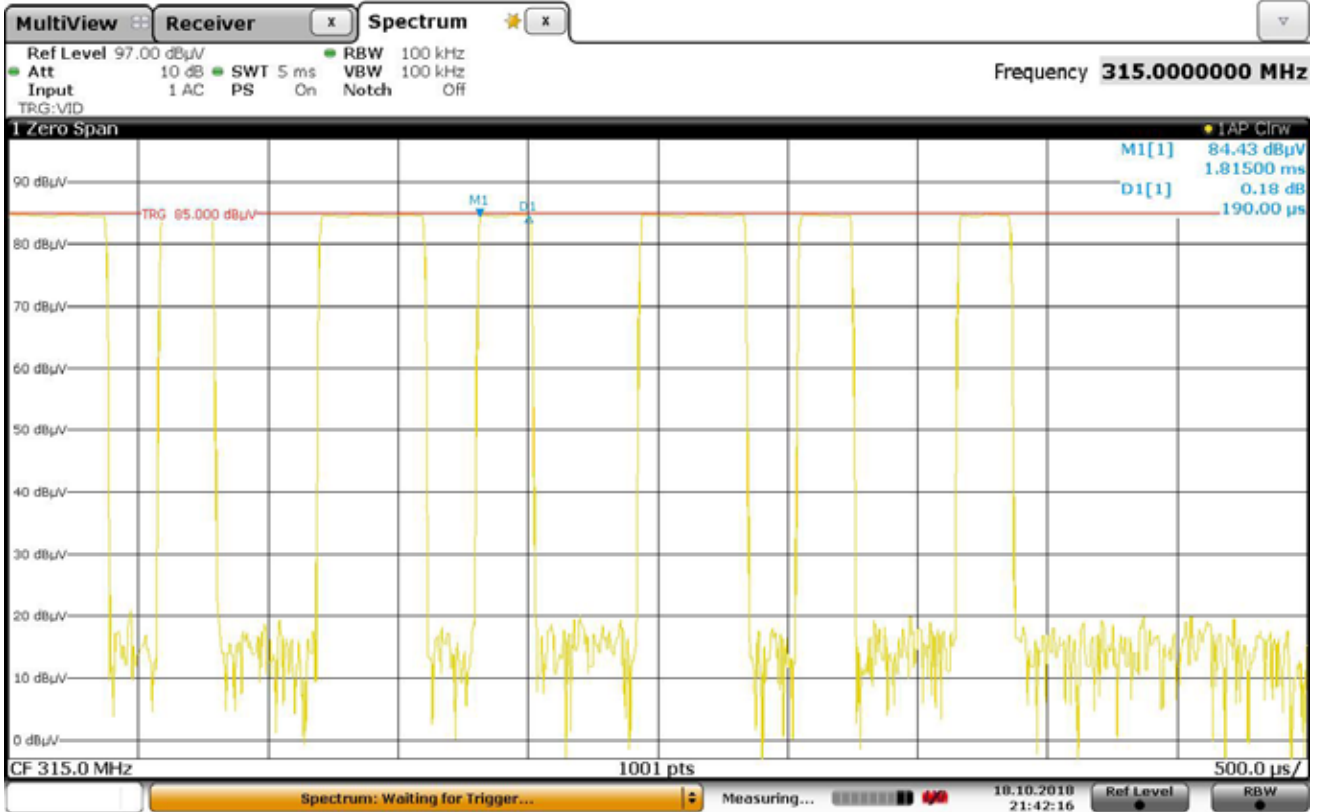 MultiView Receiver x Spectrum x
Ref Level 97.00 dBµV RBW 100 kHz
Att 10 dB SWT 5 ms VBW 100 kHz
Frequency 315.0000000 MHz
Input 1 AC PS On Notch Off
TRG:VID
1 Zero Span 1AP Clrw
M1[1] 84.43 dBµV
1.81500 ms
D1[1] 0.18 dB
190.00 µs
90 dBµV
M1
D1
TRG 85.000 dBµV
80 dBµV
70 dBµV
60 dBµV
50 dBµV
40 dBµV
30 dBµV
20 dBµV
10 dBµV
0 dBµV
CF 315.0 MHz 1001 pts 500.0 µs/
Spectrum: Waiting for Trigger... Measuring... 18.10.2018 Ref Level RBW
21:42:16